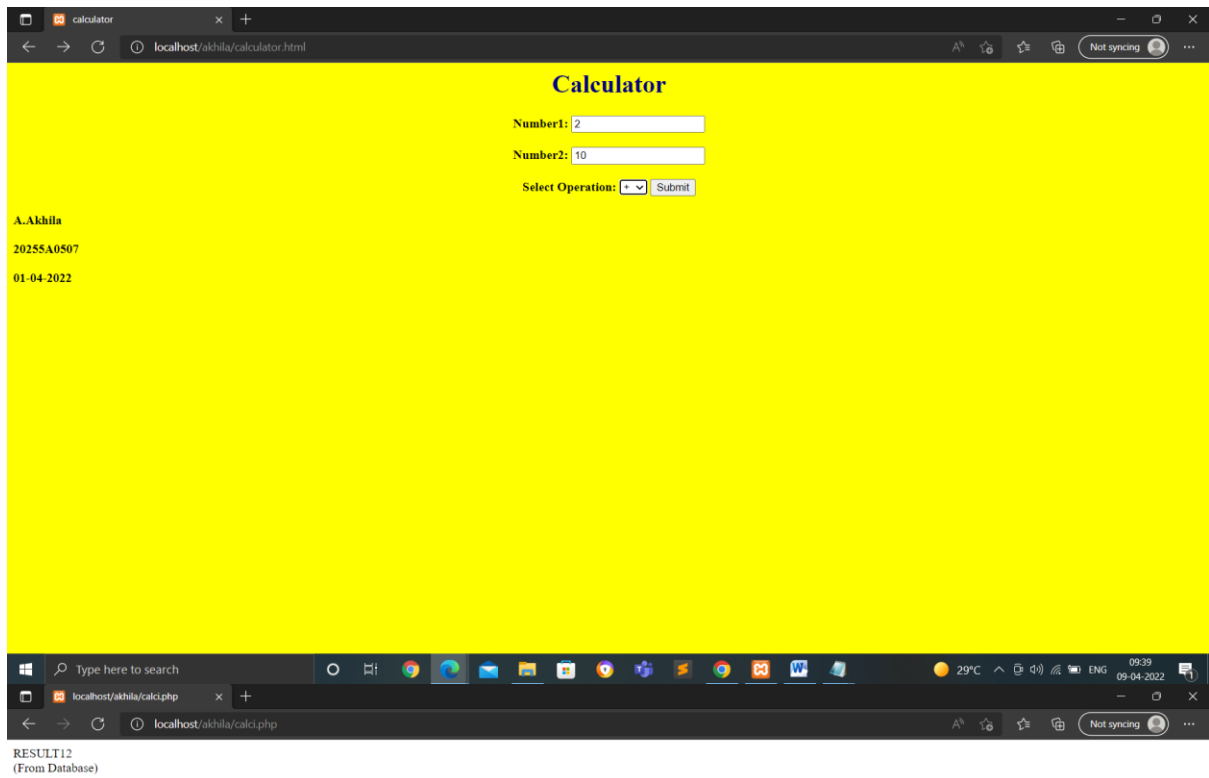 calculator
localhost/akhila/calculator.html
Not syncing
Calculator
Number1: 2
Number2: 10
Select Operation: + Submit
A.Akhila
20255A0507
01-04-2022
Type here to search
29°C ENG 09:39
09-04-2022
localhost/akhila/calci.php
localhost/akhila/calci.php
Not syncing
RESULT12
(From Database)